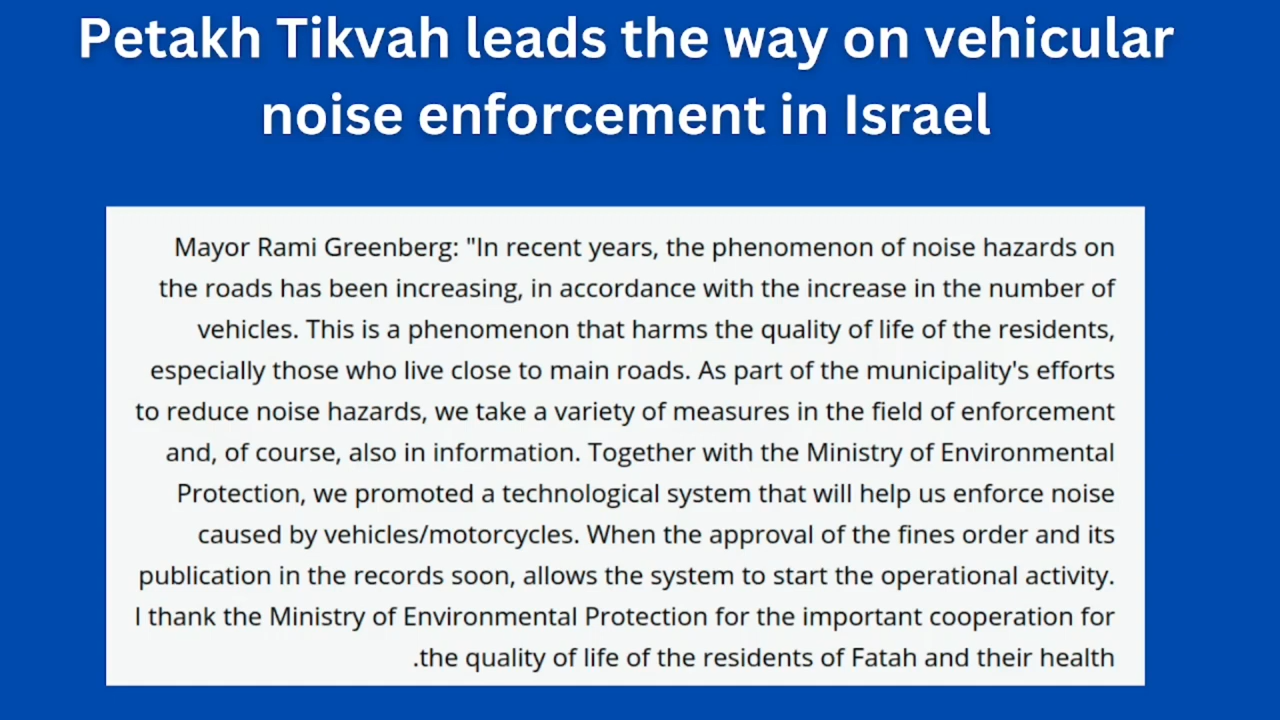 Petakh Tikvah leads the way on vehicular
noise enforcement in Israel
Mayor Rami Greenberg: "In recent years, the phenomenon of noise hazards on
the roads has been increasing, in accordance with the increase in the number of
vehicles. This is a phenomenon that harms the quality of life of the residents,
especially those who live close to main roads. As part of the municipality's efforts
to reduce noise hazards, we take a variety of measures in the field of enforcement
and, of course, also in information. Together with the Ministry of Environmental
Protection, we promoted a technological system that will help us enforce noise
caused by vehicles/motorcycles. When the approval of the fines order and its
publication in the records soon, allows the system to start the operational activity.
I thank the Ministry of Environmental Protection for the important cooperation for
.the quality of life of the residents of Fatah and their health